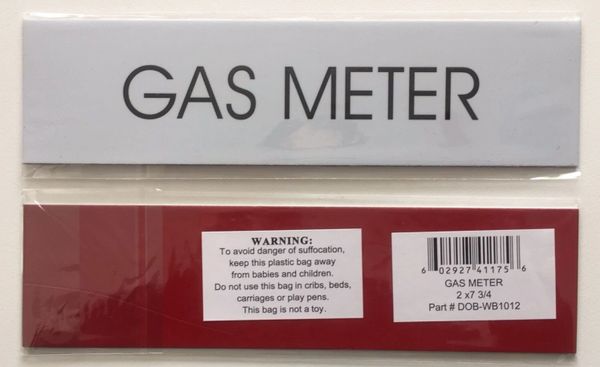 GAS METER
WARNING:
To avoid danger of suffocation,
keep this plastic bag away
from babies and children.
Do not use this bag in cribs, beds,
carriages or play pens.
This bag is not a toy.
6 02927 41175 6
GAS METER
2 x7 3/4
Part # DOB-WB1012